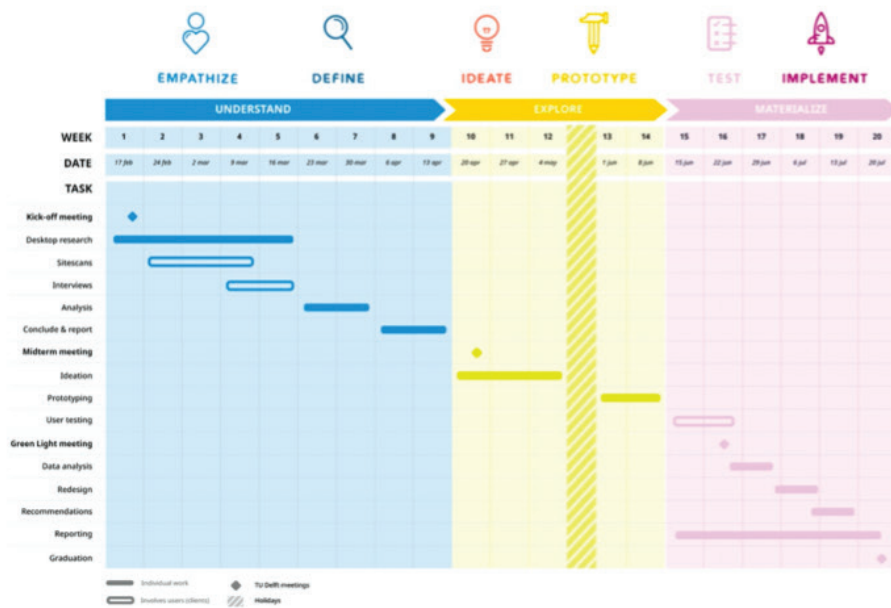 EMPATHIZE DEFINE IDEATE PROTOTYPE TEST IMPLEMENT
UNDERSTAND EXPLORE MATERIALIZE
WEEK 1 2 3 4 5 6 7 8 9 10 11 12 13 14 15 16 17 18 19 20
DATE 17 feb 24 feb 2 mar 9 mar 16 mar 23 mar 30 mar 6 apr 13 apr 20 apr 27 apr 4 may 1 jun 8 jun 15 jun 22 jun 29 jun 6 jul 13 jul 20 jul
TASK
Kick-off meeting
Desktop research
Sitescans
Interviews
Analysis
Conclude & report
Midterm meeting
Ideation
Prototyping
User testing
Green Light meeting
Data analysis
Redesign
Recommendations
Reporting
Graduation
Individual work TU Delft meetings
Involves users (clients) Holidays